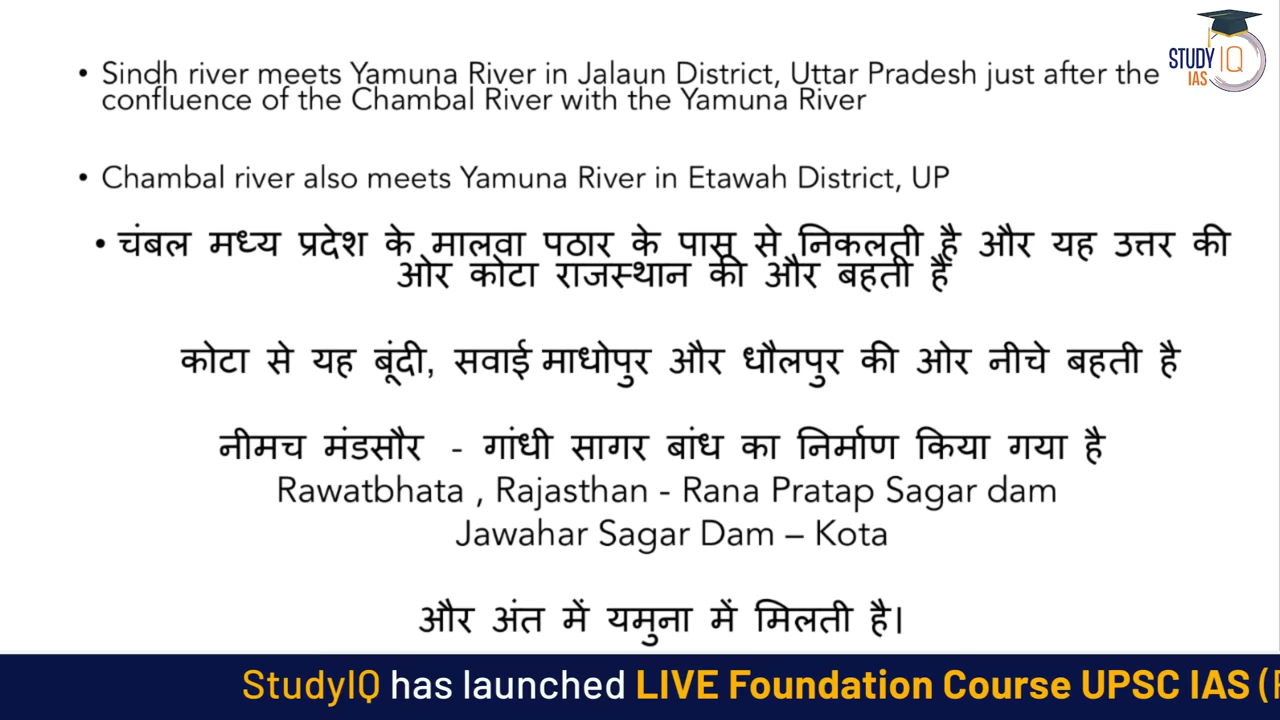 STUDY IQ
IAS
• Sindh river meets Yamuna River in Jalaun District, Uttar Pradesh just after the
confluence of the Chambal River with the Yamuna River
• Chambal river also meets Yamuna River in Etawah District, UP
• चंबल मध्य प्रदेश के मालवा पठार के पास से निकलती है और यह उत्तर की
ओर कोटा राजस्थान की और बहती है
कोटा से यह बूंदी, सवाई माधोपुर और धौलपुर की ओर नीचे बहती है
नीमच मंडसौर - गांधी सागर बांध का निर्माण किया गया है
Rawatbhata , Rajasthan - Rana Pratap Sagar dam
Jawahar Sagar Dam – Kota
और अंत में यमुना में मिलती है।
StudyIQ has launched LIVE Foundation Course UPSC IAS (